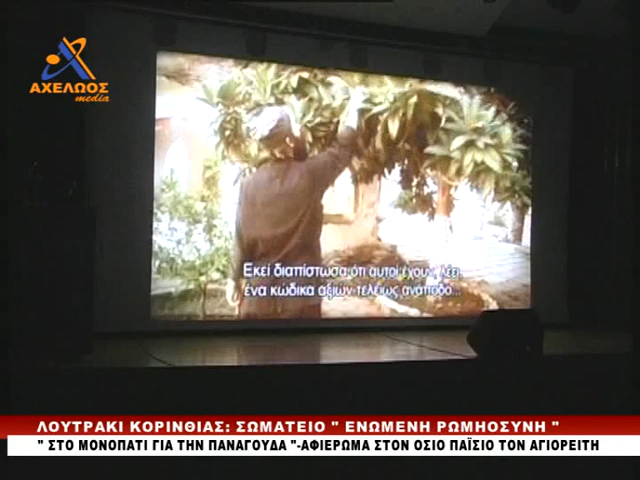 ΑΧΕΛΩΟΣ
media
Εκεί διαπίστωσα ότι αυτοί έχουν, λέει,
ένα κώδικα αξιών τελείως ανάποδο...
ΛΟΥΤΡΑΚΙ ΚΟΡΙΝΘΙΑΣ: ΣΩΜΑΤΕΙΟ " ΕΝΩΜΕΝΗ ΡΩΜΗΟΣΥΝΗ "
" ΣΤΟ ΜΟΝΟΠΑΤΙ ΓΙΑ ΤΗΝ ΠΑΝΑΓΟΥΔΑ "-ΑΦΙΕΡΩΜΑ ΣΤΟΝ ΟΣΙΟ ΠΑΪΣΙΟ ΤΟΝ ΑΓΙΟΡΕΙΤΗ